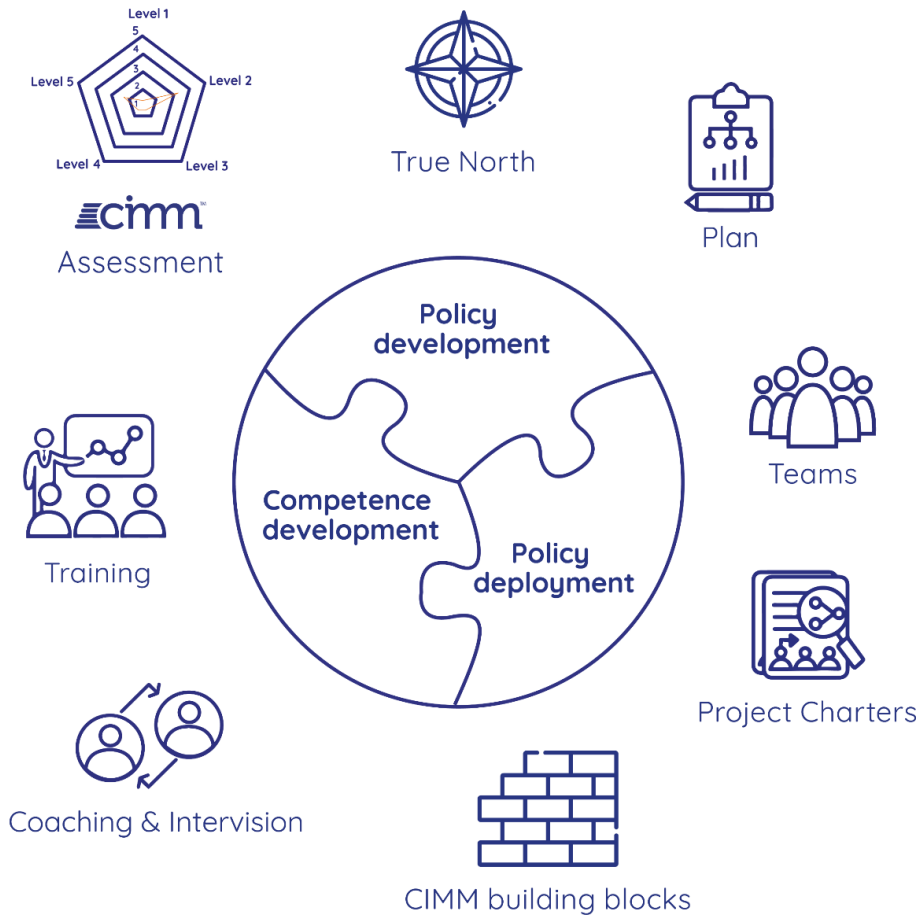 Level 1
5
4
3
2
1
Level 5
Level 2
Level 4
Level 3
cimm
Assessment
True North
Plan
Policy
development
Teams
Competence
development
Policy
deployment
Training
Project Charters
Coaching & Intervision
CIMM building blocks